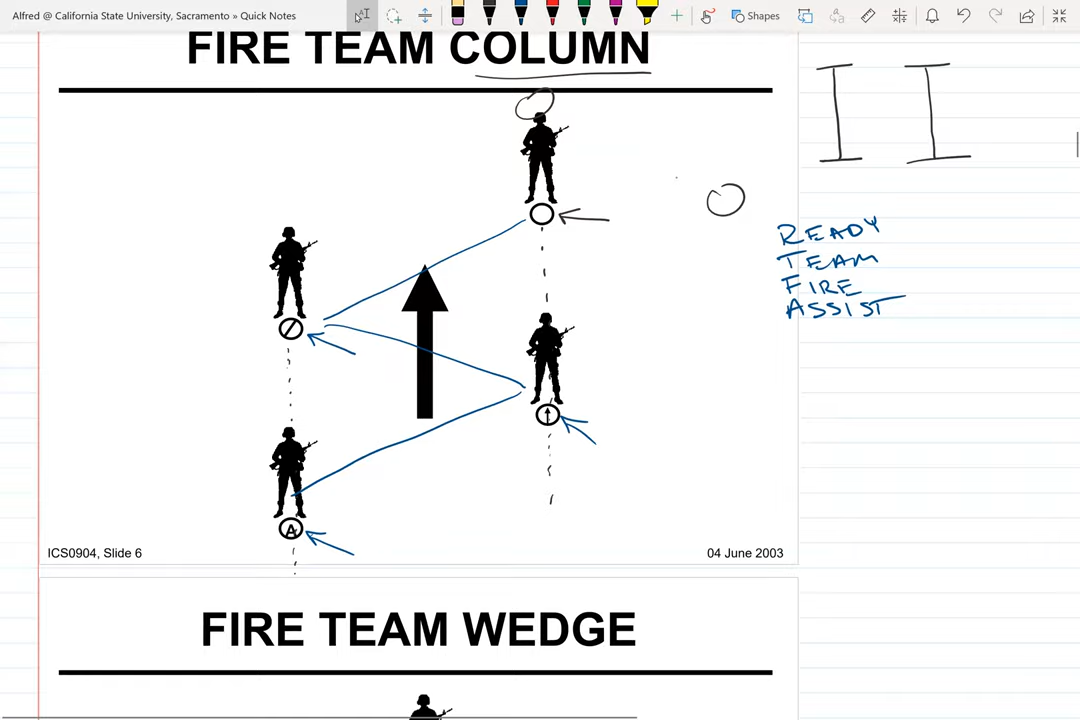 Alfred @ California State University, Sacramento » Quick Notes
Shapes
FIRE TEAM COLUMN
I I
READY
TEAM
FIRE
ASSIST
A
ICS0904, Slide 6
04 June 2003
FIRE TEAM WEDGE